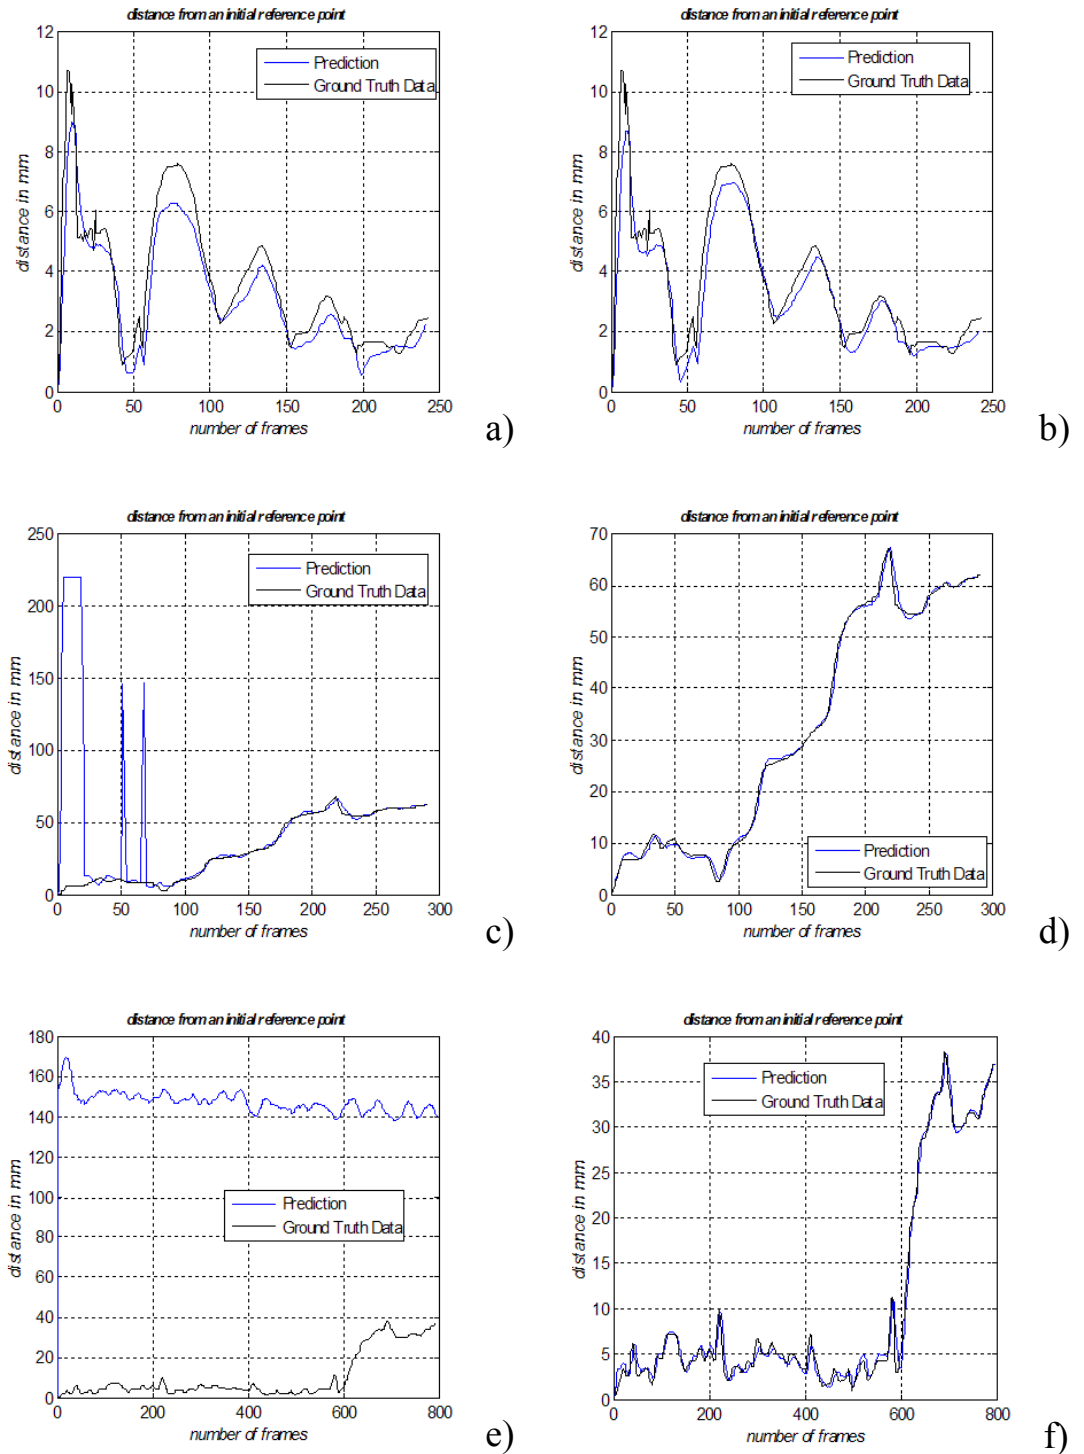 distance from an initial reference point
12
10
8
6
4
2
0
distance in mm
Prediction
Ground Truth Data
0 50 100 150 200 250
number of frames
a)
distance from an initial reference point
12
10
8
6
4
2
0
distance in mm
Prediction
Ground Truth Data
0 50 100 150 200 250
number of frames
b)
distance from an initial reference point
250
200
150
100
50
0
distance in mm
Prediction
Ground Truth Data
0 50 100 150 200 250 300
number of frames
c)
distance from an initial reference point
70
60
50
40
30
20
10
0
distance in mm
Prediction
Ground Truth Data
0 50 100 150 200 250 300
number of frames
d)
distance from an initial reference point
180
160
140
120
100
80
60
40
20
0
distance in mm
Prediction
Ground Truth Data
0 200 400 600 800
number of frames
e)
distance from an initial reference point
40
35
30
25
20
15
10
5
0
distance in mm
Prediction
Ground Truth Data
0 200 400 600 800
number of frames
f)